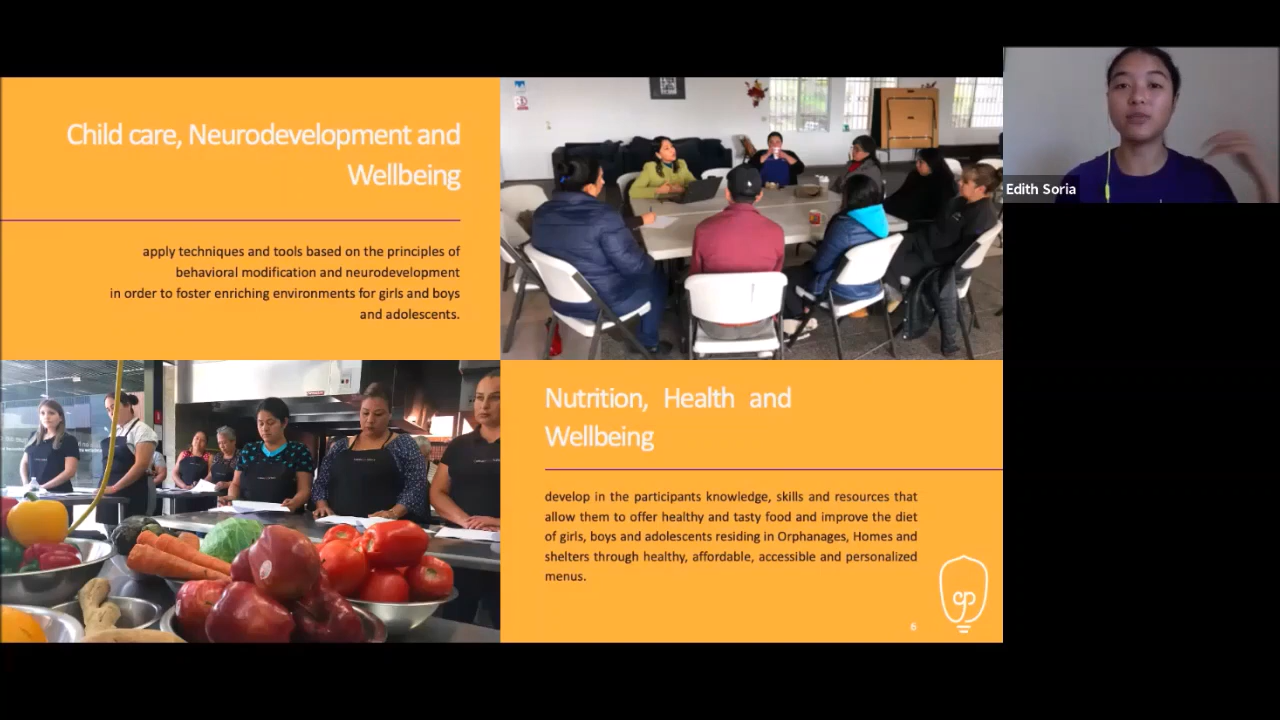 Child care, Neurodevelopment and
Wellbeing
apply techniques and tools based on the principles of
behavioral modification and neurodevelopment
in order to foster enriching environments for girls and boys
and adolescents.
Nutrition, Health and
Wellbeing
develop in the participants knowledge, skills and resources that
allow them to offer healthy and tasty food and improve the diet
of girls, boys and adolescents residing in Orphanages, Homes and
shelters through healthy, affordable, accessible and personalized
menus.
cp
6
Edith Soria